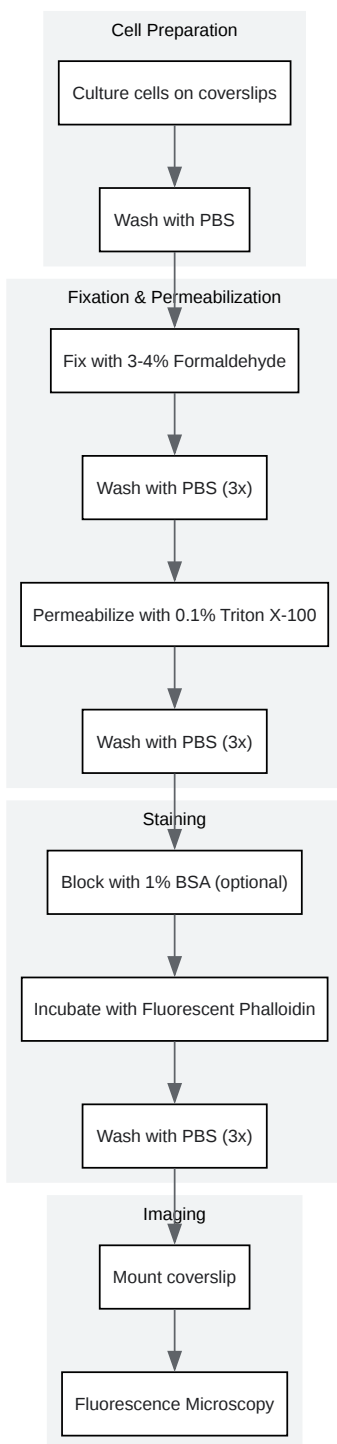 Cell Preparation
Culture cells on coverslips
Wash with PBS
Fixation & Permeabilization
Fix with 3-4% Formaldehyde
Wash with PBS (3x)
Permeabilize with 0.1% Triton X-100
Wash with PBS (3x)
Staining
Block with 1% BSA (optional)
Incubate with Fluorescent Phalloidin
Wash with PBS (3x)
Imaging
Mount coverslip
Fluorescence Microscopy